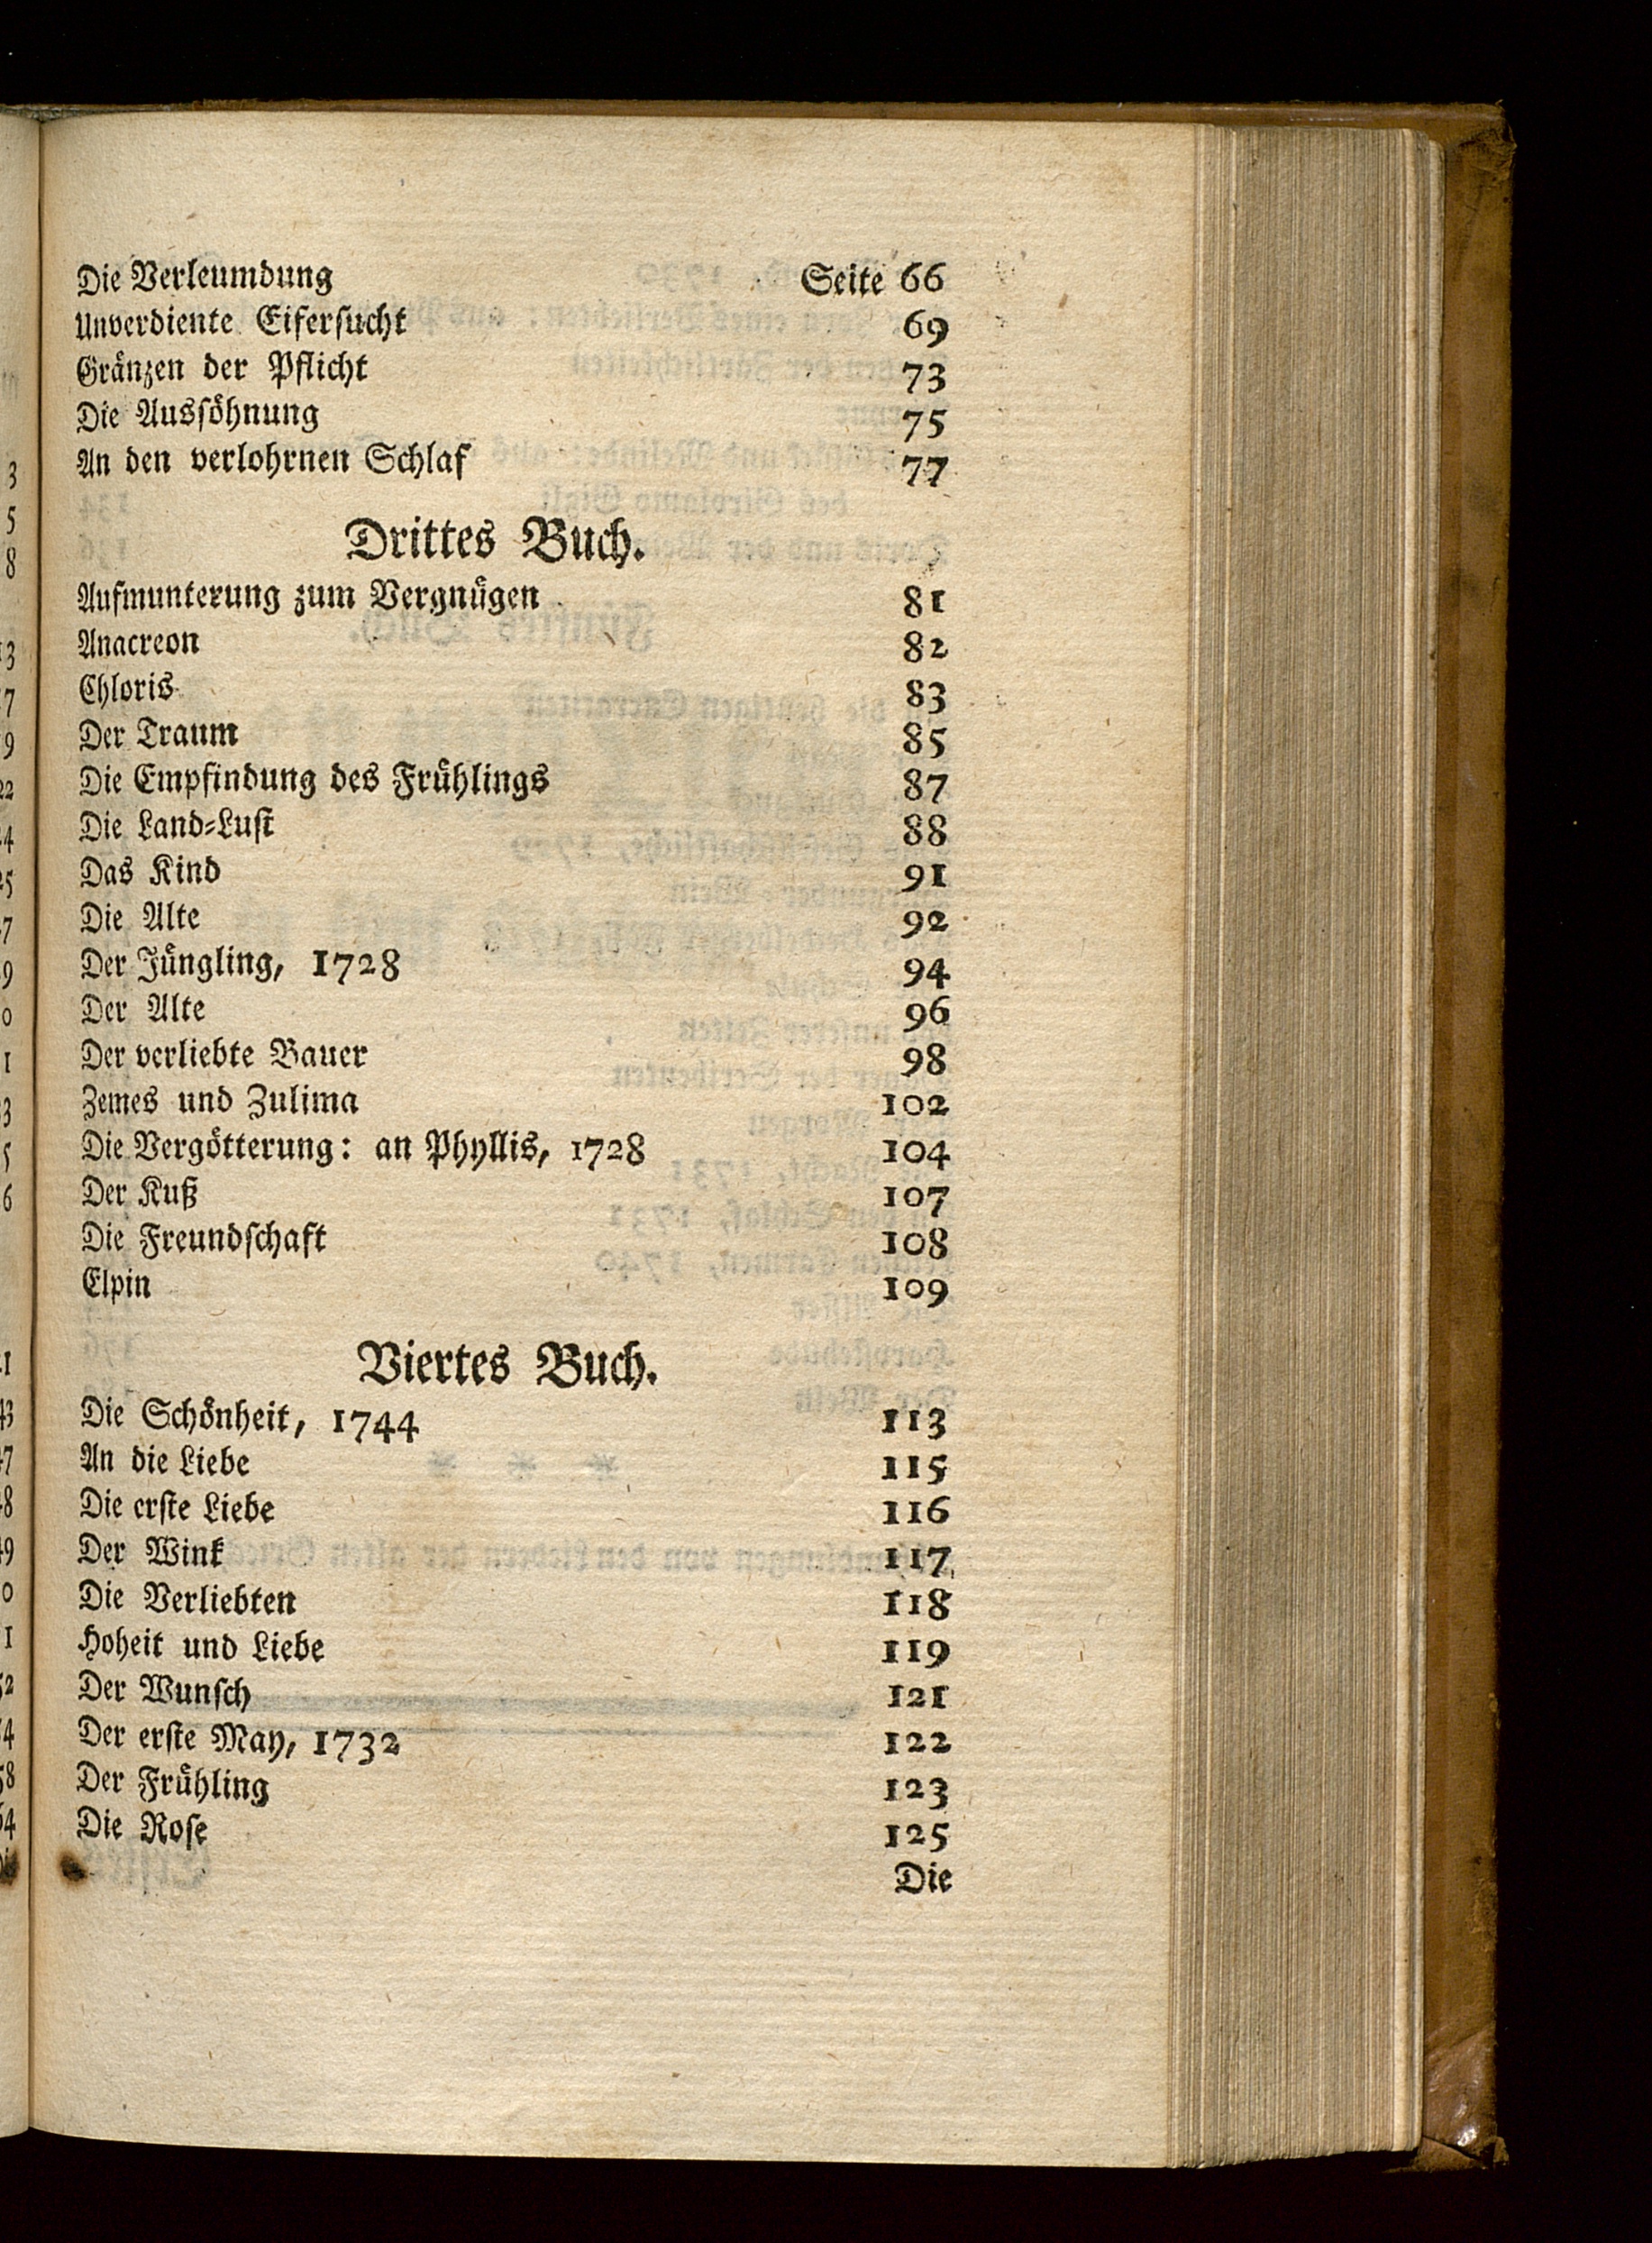 Die Verleumdung Seite 66
Unverdiente Eiferſucht 69
Gränzen der Pflicht 73
Die Ausſöhnung 75
An den verlohrnen Schlaf 77
Drittes Buch.
Aufmunterung zum Vergnügen 81
Anacreon 82
Chloris 83
Der Traum 85
Die Empfindung des Frühlings 87
Die Land⸗Luſt 88
Das Kind 91
Die Alte 92
Der Jüngling, 1728 94
Der Alte 96
Der verliebte Bauer 98
Zemes und Zulima 102
Die Vergötterung: an Phyllis, 1728 104
Der Kuß 107
Die Freundſchaft 108
Elpin 109
Viertes Buch.
Die Schönheit, 1744 113
An die Liebe 115
Die erſte Liebe 116
Der Wink 117
Die Verliebten 118
Hoheit und Liebe 119
Der Wunſch 121
Der erſte May, 1732 122
Der Frühling 123
Die Roſe 125
Die